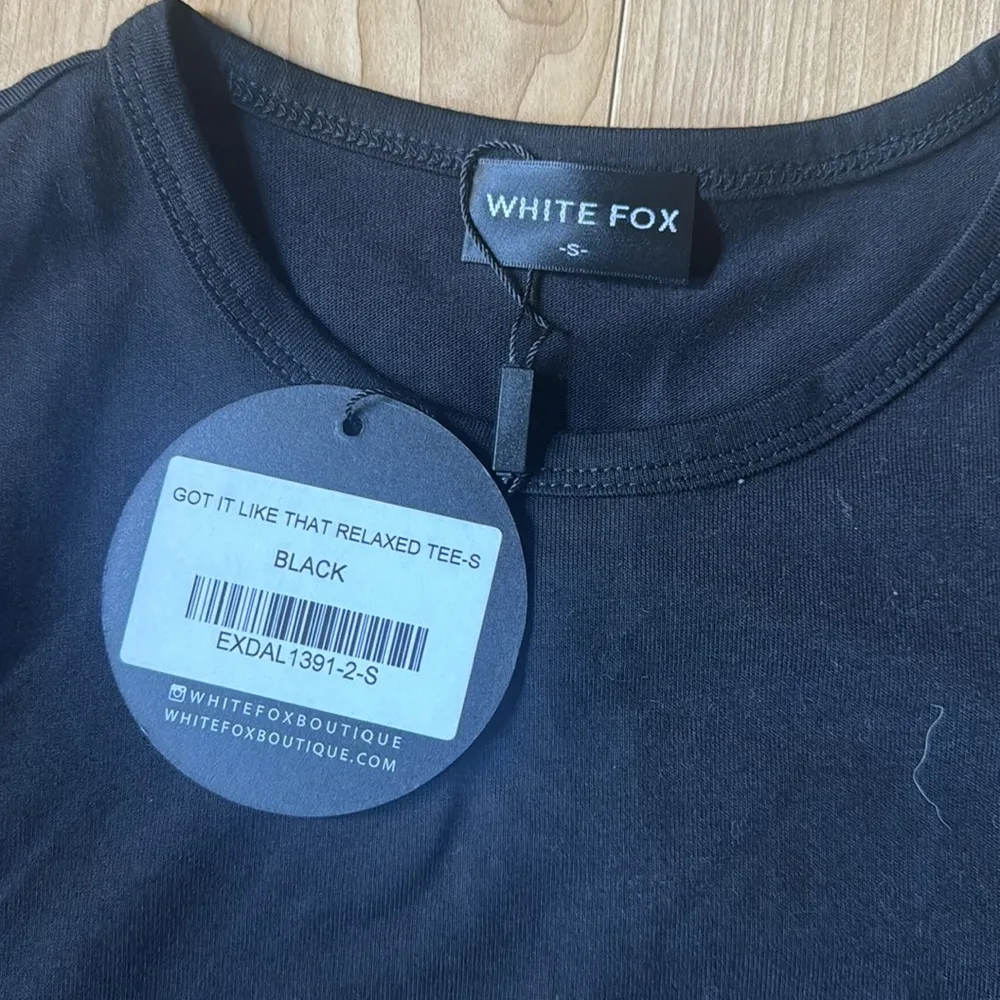 WHITE FOX
-S-
GOT IT LIKE THAT RELAXED TEE-S
BLACK
EXDAL1391-2-S
WHITEFOXBOUTIQUE
WHITEFOXBOUTIQUE.COM